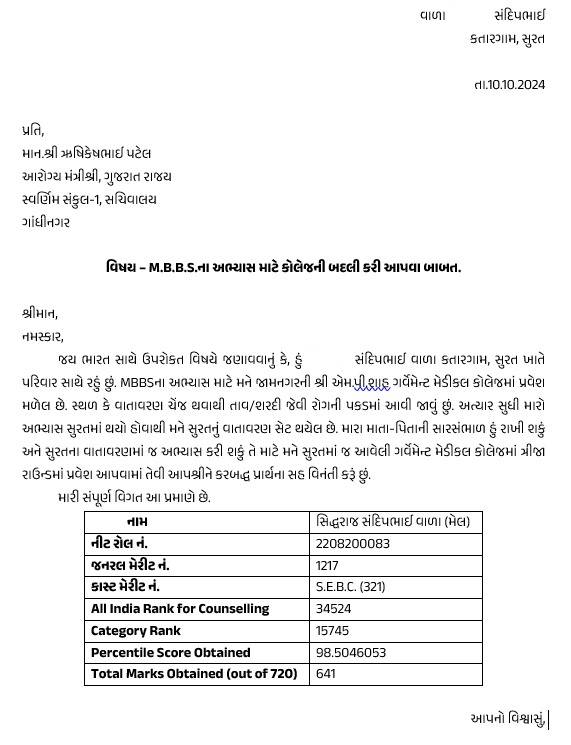 વાળા સંદિપભાઈ
કતારગામ, સુરત
તા.10.10.2024
પ્રતિ,
માન.શ્રી ઋષિકેષભાઈ પટેલ
આરોગ્ય મંત્રીશ્રી, ગુજરાત રાજય
સ્વર્ણિમ સંકુલ-1, સચિવાલય
ગાંધીનગર
વિષય – M.B.B.S.ના અભ્યાસ માટે કોલેજની બદલી કરી આપવા બાબત.
શ્રીમાન,
નમસ્કાર,
જય ભારત સાથે ઉપરોકત વિષયે જણાવવાનું કે, હું સંદિપભાઈ વાળા કતારગામ, સુરત ખાતે
પરિવાર સાથે રહું છું. MBBSના અભ્યાસ માટે મને જામનગરની શ્રી એમ.પી.શાહ ગર્વમેન્ટ મેડીકલ કોલેજમાં પ્રવેશ
મળેલ છે. સ્થળ કે વાતાવરણ ચેંજ થવાથી તાવ/શરદી જેવી રોગની પકડમાં આવી જાવું છું. અત્યાર સુધી મારો
અભ્યાસ સુરતમાં થયો હોવાથી મને સુરતનું વાતાવરણ સેટ થયેલ છે. મારા માતા-પિતાની સારસંભાળ હું રાખી શકું
અને સુરતના વાતાવરણમાં જ અભ્યાસ કરી શકું તે માટે મને સુરતમાં જ આવેલી ગર્વમેન્ટ મેડીકલ કોલેજમાં ત્રીજા
રાઉન્ડમાં પ્રવેશ આપવામાં તેવી આપશ્રીને કરબદ્ધ પ્રાર્થના સહ વિનંતી કરૂં છું.
મારી સંપૂર્ણ વિગત આ પ્રમાણે છે.
નામ સિદ્ધરાજ સંદિપભાઈ વાળા (મેલ)
નીટ રોલ નં. 2208200083
જનરલ મેરીટ નં. 1217
કાસ્ટ મેરીટ નં. S.E.B.C. (321)
All India Rank for Counselling 34524
Category Rank 15745
Percentile Score Obtained 98.5046053
Total Marks Obtained (out of 720) 641
આપનો વિશ્વાસું,